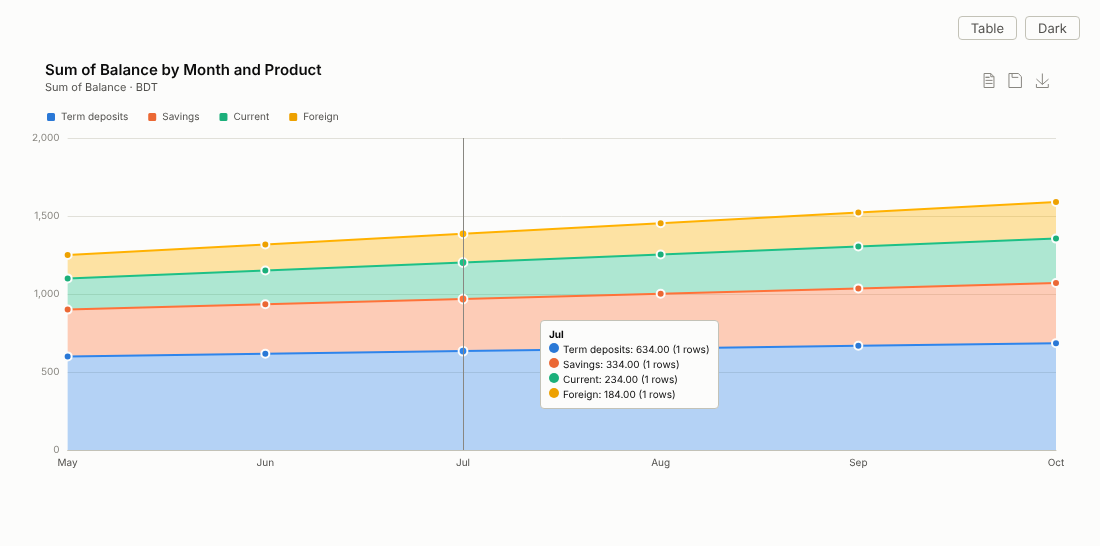 Table Dark
Sum of Balance by Month and Product
Sum of Balance · BDT
Term deposits Savings Current Foreign
2,000
1,500
1,000
500
0
Jul
Term deposits: 634.00 (1 rows)
Savings: 334.00 (1 rows)
Current: 234.00 (1 rows)
Foreign: 184.00 (1 rows)
May Jun Jul Aug Sep Oct